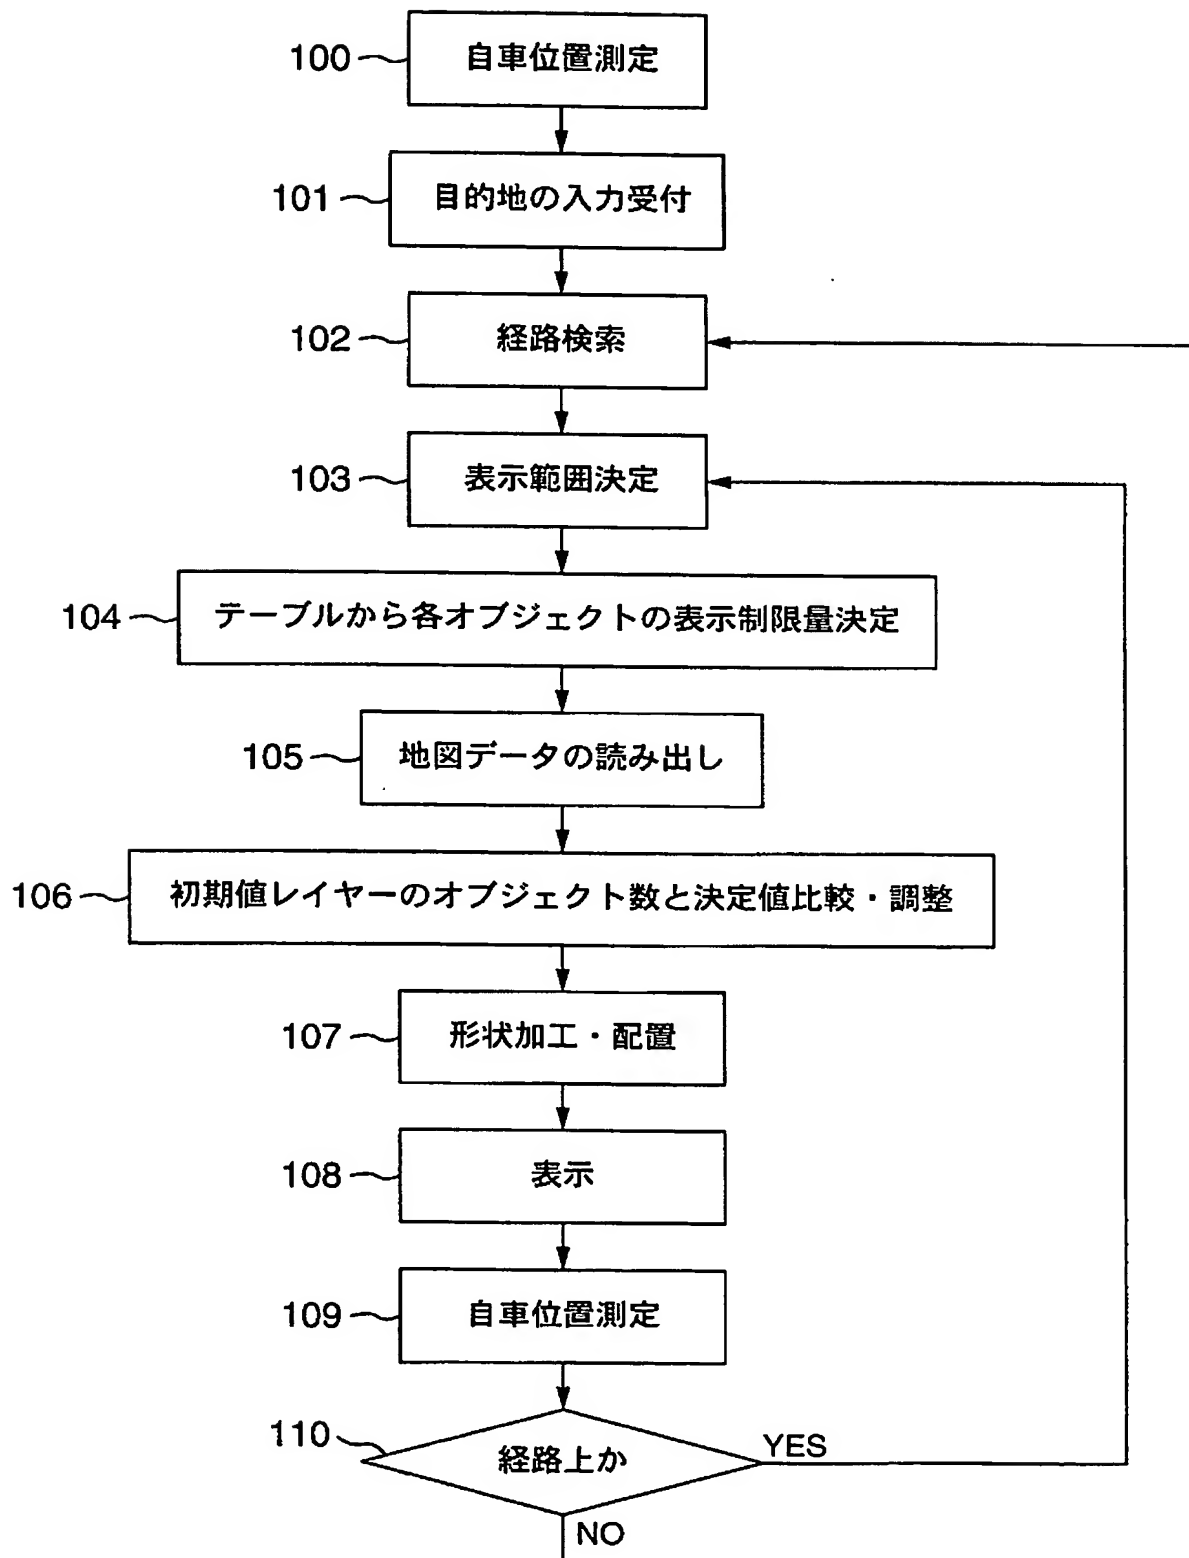 100 自車位置測定
101 目的地の入力受付
102 経路検索
103 表示範囲決定
104 テーブルから各オブジェクトの表示制限量決定
105 地図データの読み出し
106 初期値レイヤーのオブジェクト数と決定値比較・調整
107 形状加工・配置
108 表示
109 自車位置測定
110 経路上か YES
NO